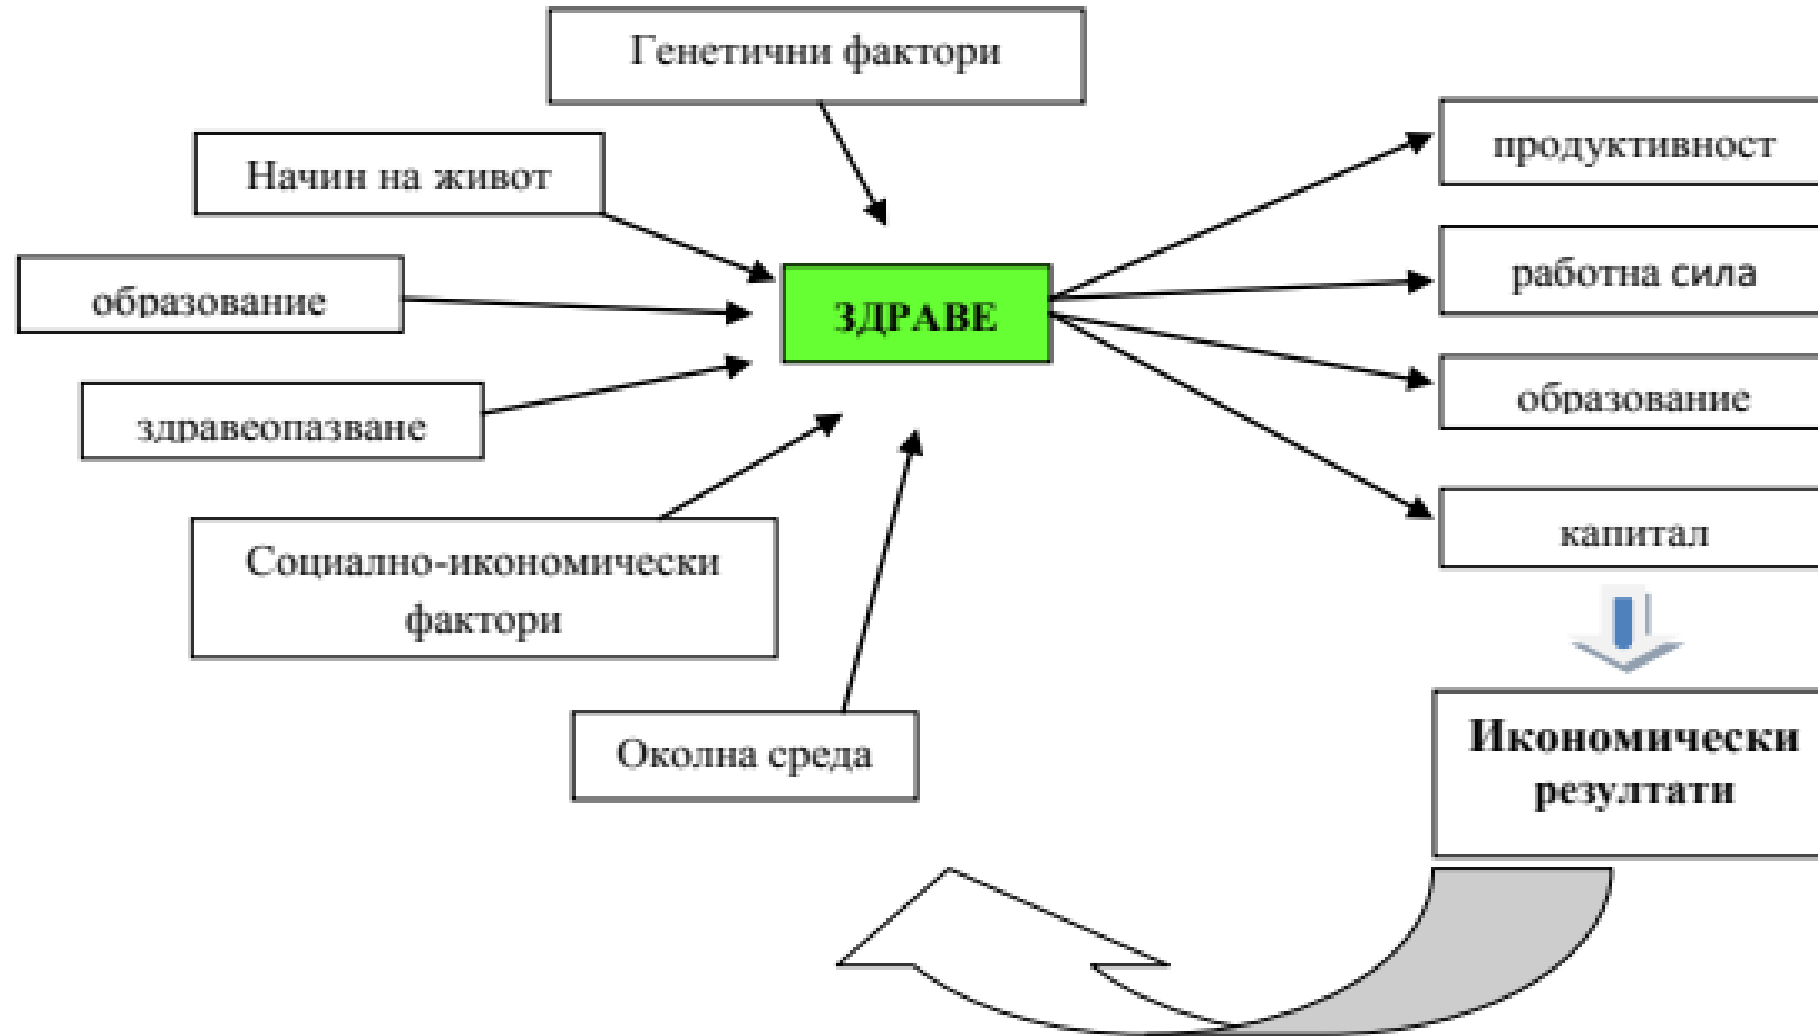 Генетични фактори
Начин на живот
образование
здравеопазване
Социално-икономически
фактори
Околна среда
ЗДРАВЕ
продуктивност
работна сила
образование
капитал
Икономически
резултати